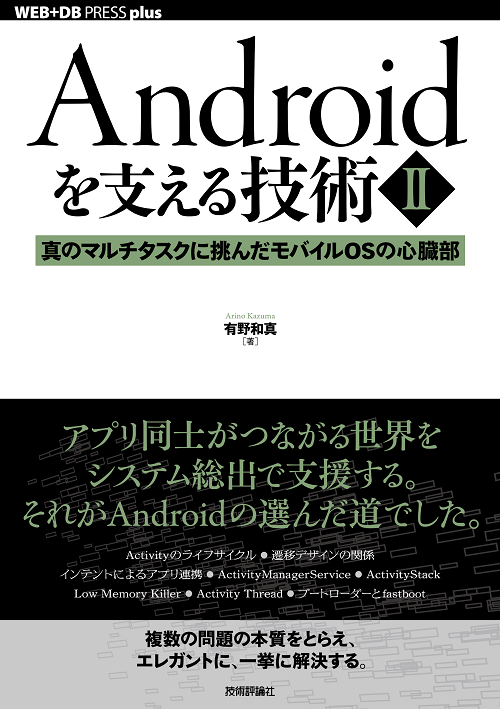 WEB+DB PRESS plus
Android
を支える技術 Ⅱ
真のマルチタスクに挑んだモバイルOSの心臓部
Arino Kazuma
有野和真
[著]
アプリ同士がつながる世界を
システム総出で支援する。
それがAndroidの選んだ道でした。
Activityのライフサイクル ● 遷移デザインの関係
インテントによるアプリ連携 ● ActivityManagerService ● ActivityStack
Low Memory Killer ● Activity Thread ● ブートローダーとfastboot
複数の問題の本質をとらえ、
エレガントに、一挙に解決する。
技術評論社